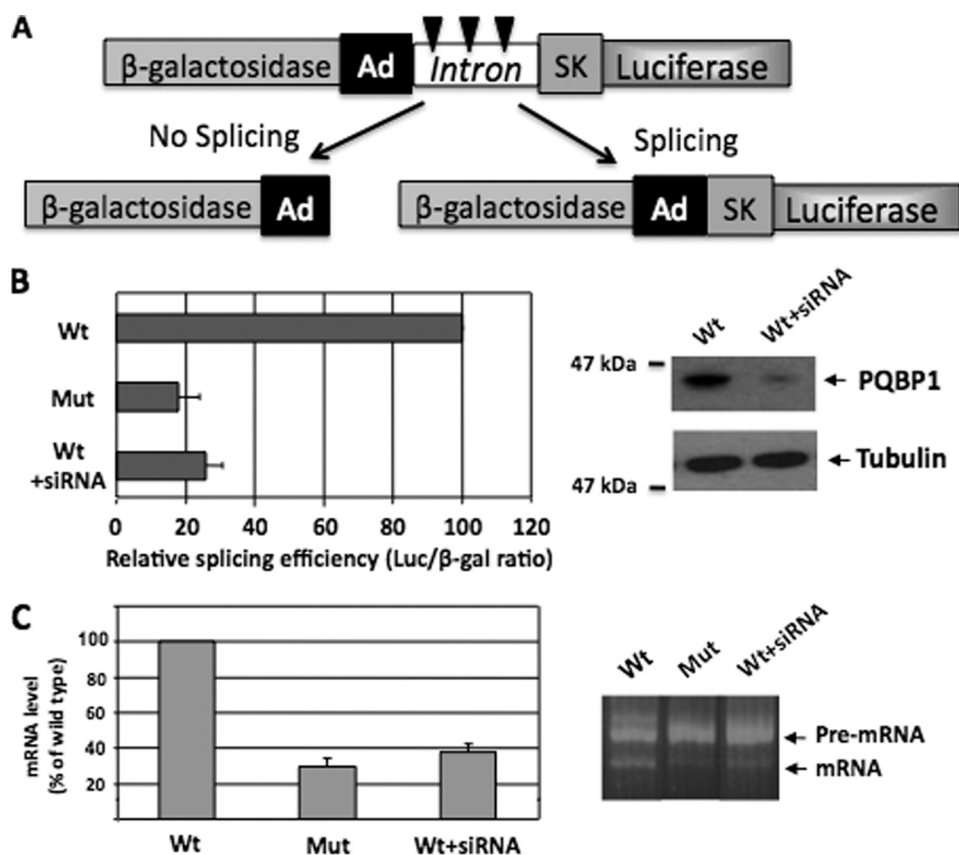 A
β-galactosidase Ad Intron SK Luciferase
No Splicing
Splicing
β-galactosidase Ad
β-galactosidase Ad SK Luciferase
B
Wt
Mut
Wt
+siRNA
0 20 40 60 80 100 120
Relative splicing efficiency (Luc/β-gal ratio)
Wt Wt+siRNA
47 kDa
PQBP1
Tubulin
47 kDa
C
mRNA level
(% of wild type)
100
80
60
40
20
Wt Mut Wt+siRNA
Wt Mut Wt+siRNA
Pre-mRNA
mRNA